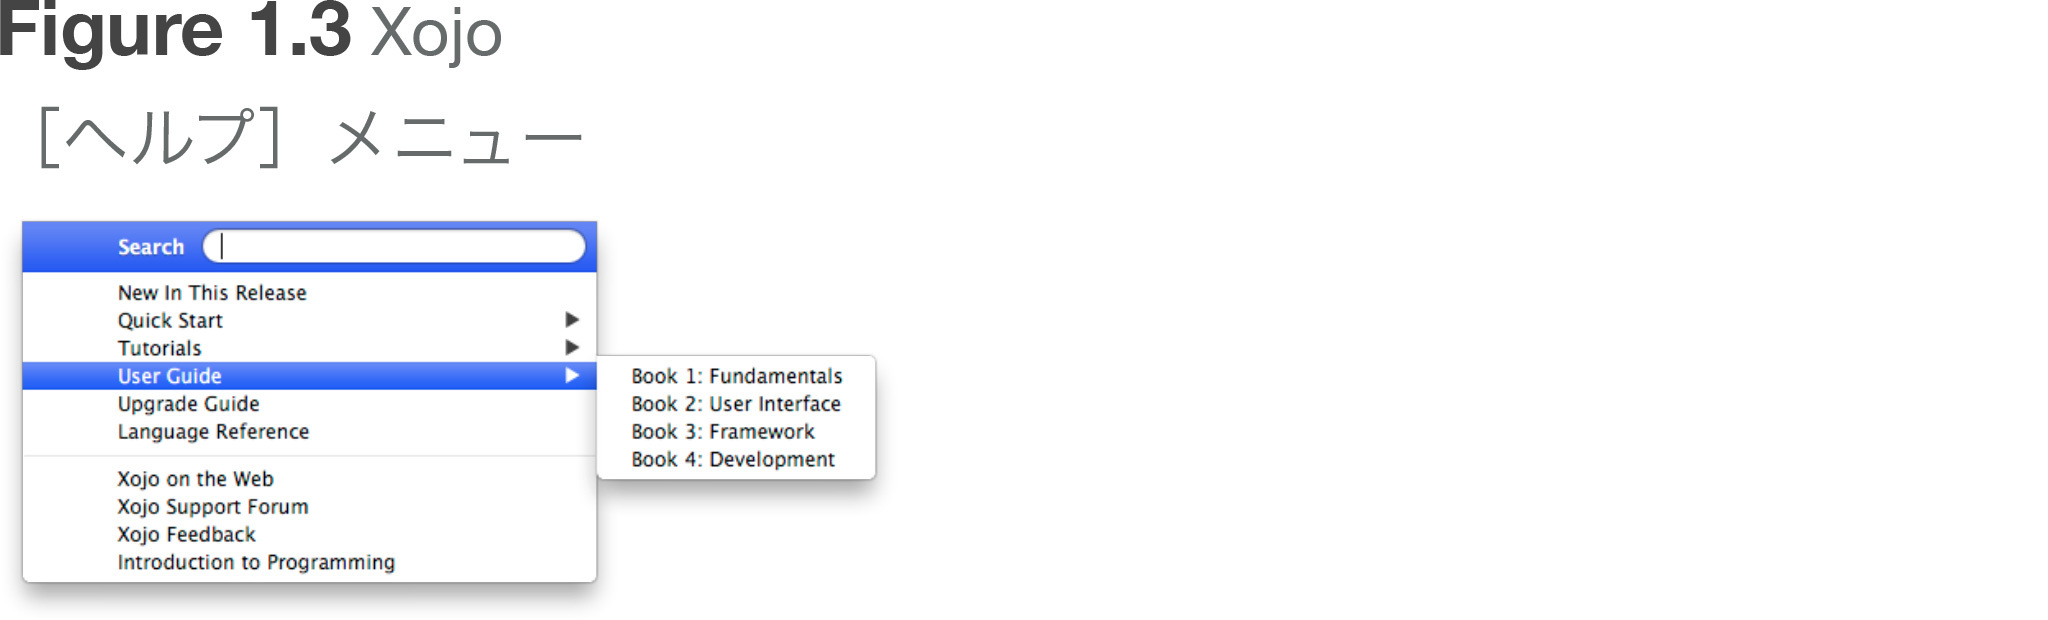 Figure 1.3 Xojo
［ヘルプ］メニュー
Search
New In This Release
Quick Start
Tutorials
User Guide
Upgrade Guide
Language Reference
Xojo on the Web
Xojo Support Forum
Xojo Feedback
Introduction to Programming
Book 1: Fundamentals
Book 2: User Interface
Book 3: Framework
Book 4: Development